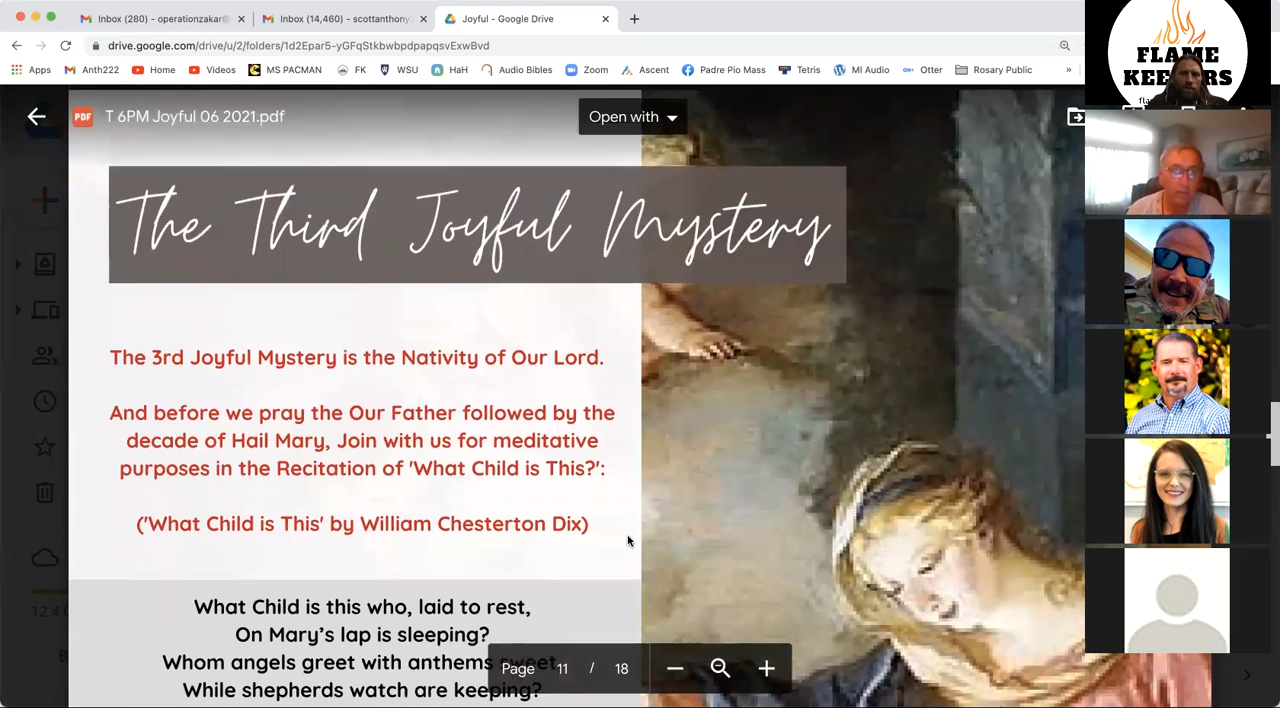 Inbox (280) - operationzakar@
Inbox (14,460) - scottanthony
Joyful - Google Drive
drive.google.com/drive/u/2/folders/1d2Epar5-yGFqStkbwbpdpapqsvExwBvd
Apps Anth222 Home Videos MS PACMAN FK WSU Hall Audio Bibles Zoom Ascent Padre Pio Mass Tetris MI Audio Otter Rosary Public »
FLAME
KEEPERS
PDF T 6PM Joyful 06 2021.pdf
Open with
The Third Joyful Mystery
The 3rd Joyful Mystery is the Nativity of Our Lord.
And before we pray the Our Father followed by the
decade of Hail Mary, Join with us for meditative
purposes in the Recitation of 'What Child is This?':
('What Child is This' by William Chesterton Dix)
What Child is this who, laid to rest,
On Mary's lap is sleeping?
Whom angels greet with anthems sweet,
While shepherds watch are keeping?
Page 11 / 18
12.4